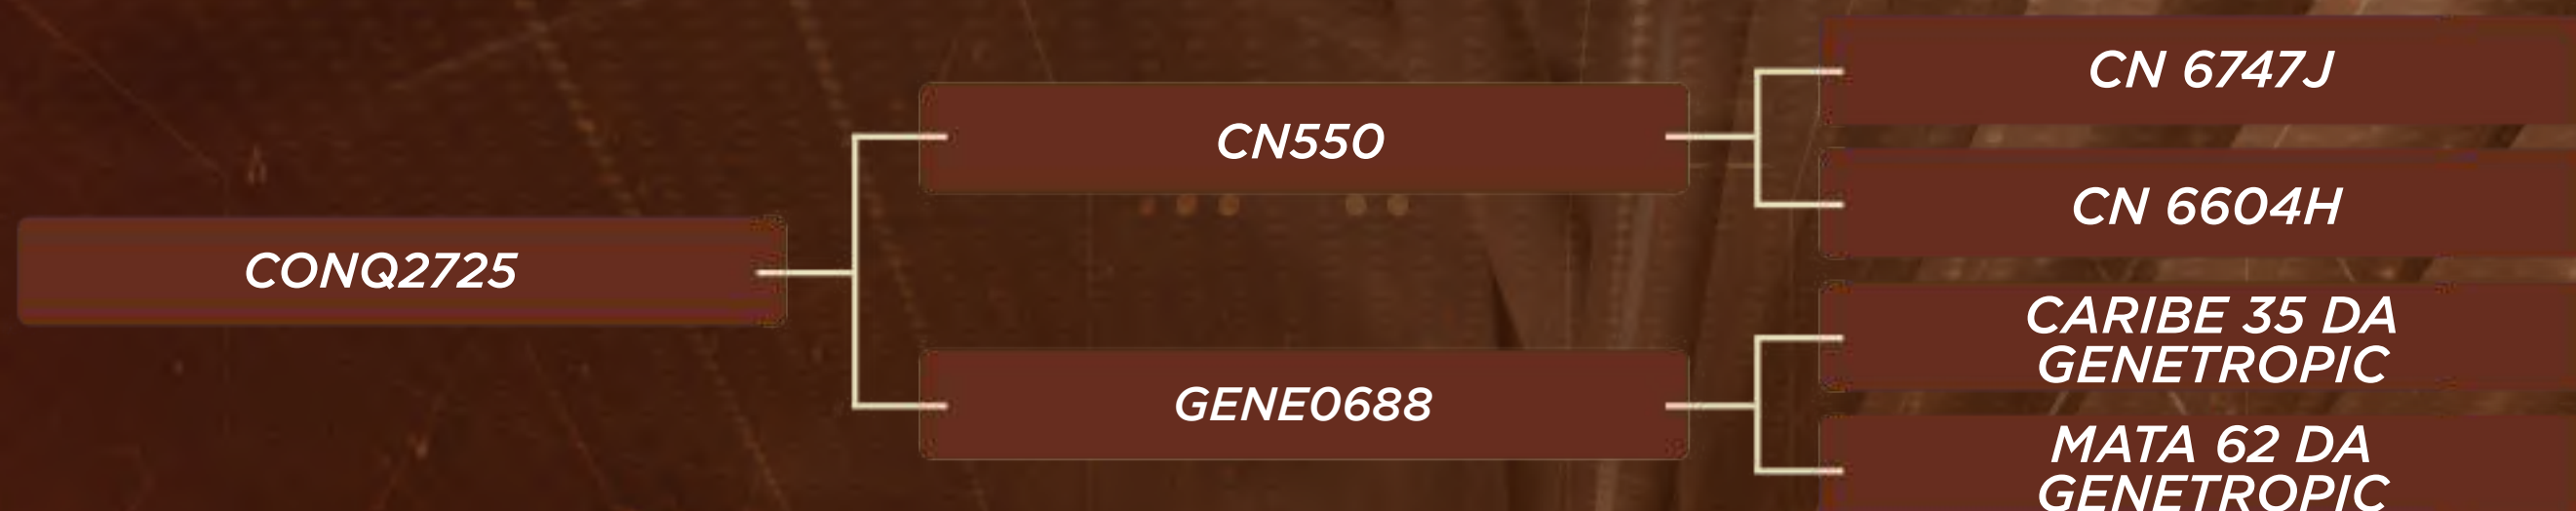 CN 6747J
CN550
CN 6604H
CONQ2725
CARIBE 35 DA
GENETROPIC
GENE0688
MATA 62 DA
GENETROPIC